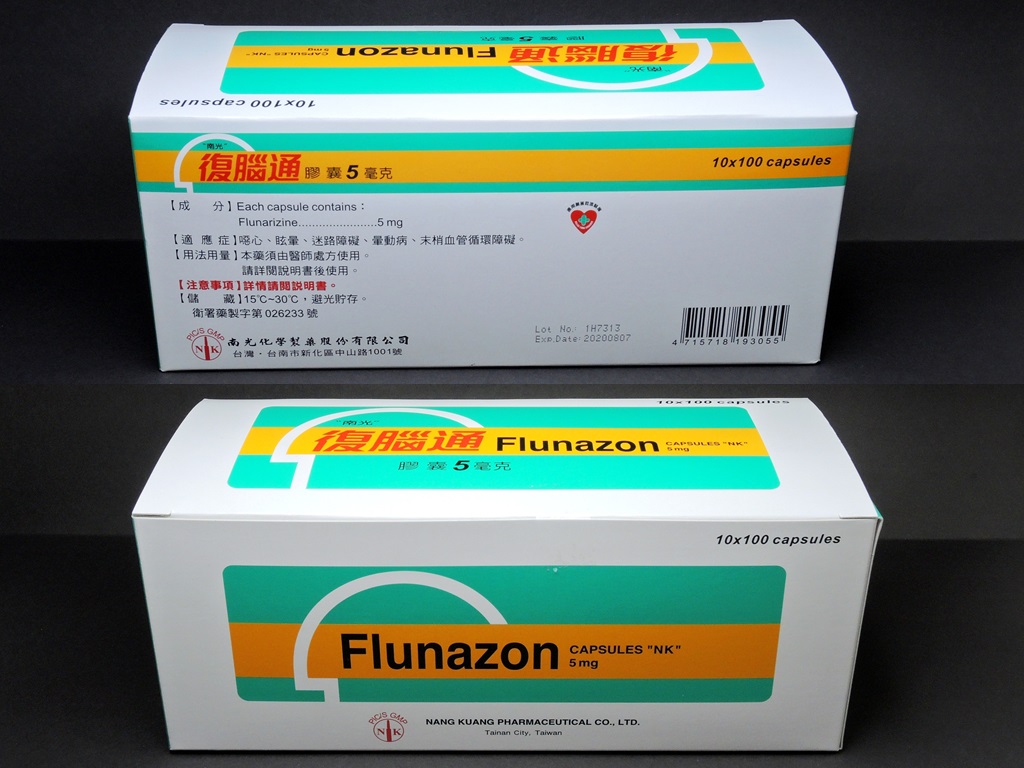 10x100 capsules
"南光"
復腦通 Flunazon CAPSULES "NK"
5mg
膠囊 5 毫克
"南光"
復腦通 膠囊 5 毫克
10x100 capsules
【成　分】Each capsule contains：
Flunarizine.......................5 mg
【適應症】噁心、眩暈、迷路障礙、暈動病、末梢血管循環障礙。
【用法用量】本藥須由醫師處方使用。
請詳閱說明書後使用。
【注意事項】詳情請閱說明書。
【儲　藏】15℃~30℃，避光貯存。
衛署藥製字第 026233 號
PIC/S GMP
NK
南光化學製藥股份有限公司
台灣．台南市新化區中山路1001號
Lot No.: 1H7313
Exp.Date: 20200807
4 715718 193055
10x100 capsules
"南光"
復腦通 Flunazon CAPSULES "NK"
5mg
膠囊 5 毫克
10x100 capsules
Flunazon CAPSULES "NK"
5mg
PIC/S GMP
NK
NANG KUANG PHARMACEUTICAL CO., LTD.
Tainan City, Taiwan